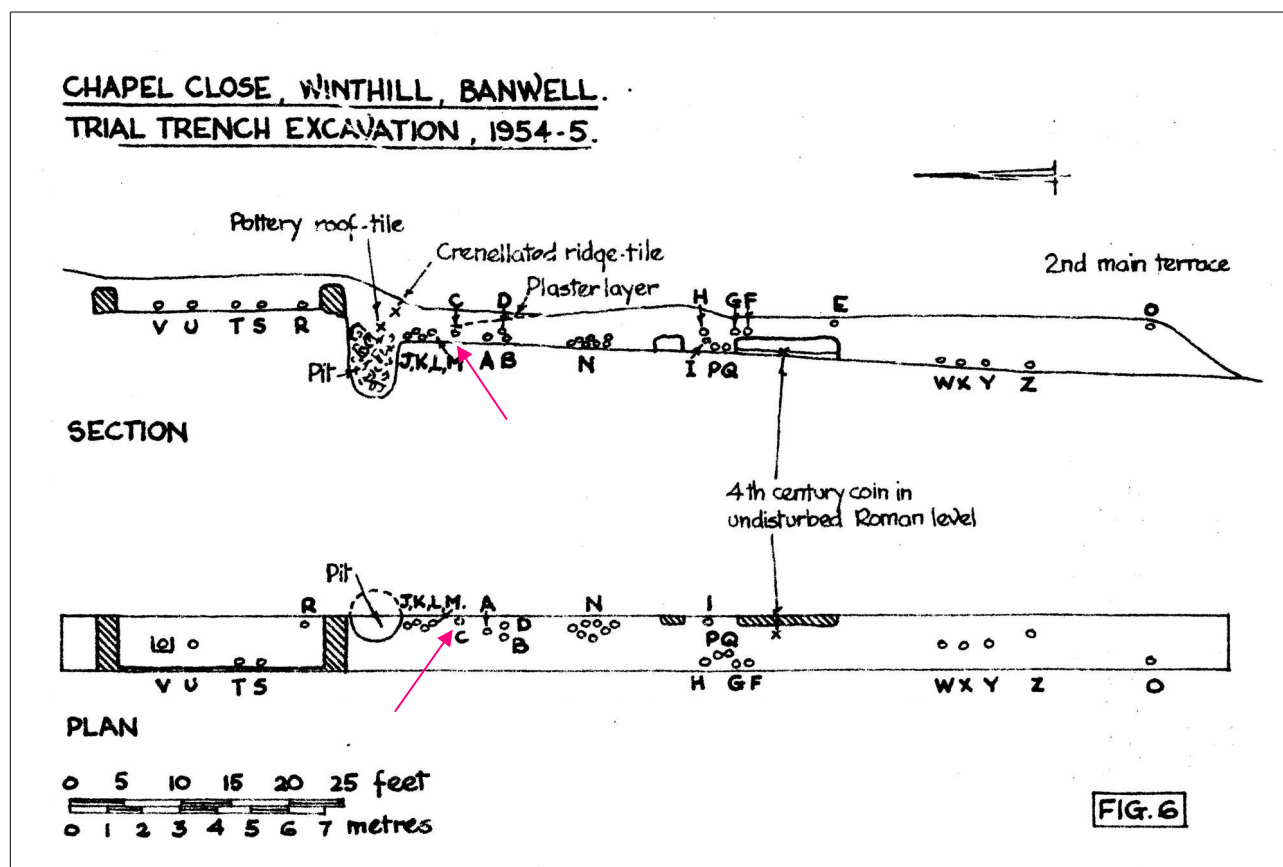 CHAPEL CLOSE, WINTHILL, BANWELL.
TRIAL TRENCH EXCAVATION, 1954-5.
Pottery roof-tile
Crenellated ridge-tile
2nd main terrace
Plaster layer
C D H G F E O
V U T S R
Pit
J,K,L,M A B N I P Q
W X Y Z
SECTION
4th century coin in
undisturbed Roman level
Pit
R J,K,L,M. A N I
C D P Q
B
V U T S H G F W X Y Z O
PLAN
0 5 10 15 20 25 feet
0 1 2 3 4 5 6 7 metres
FIG. 6